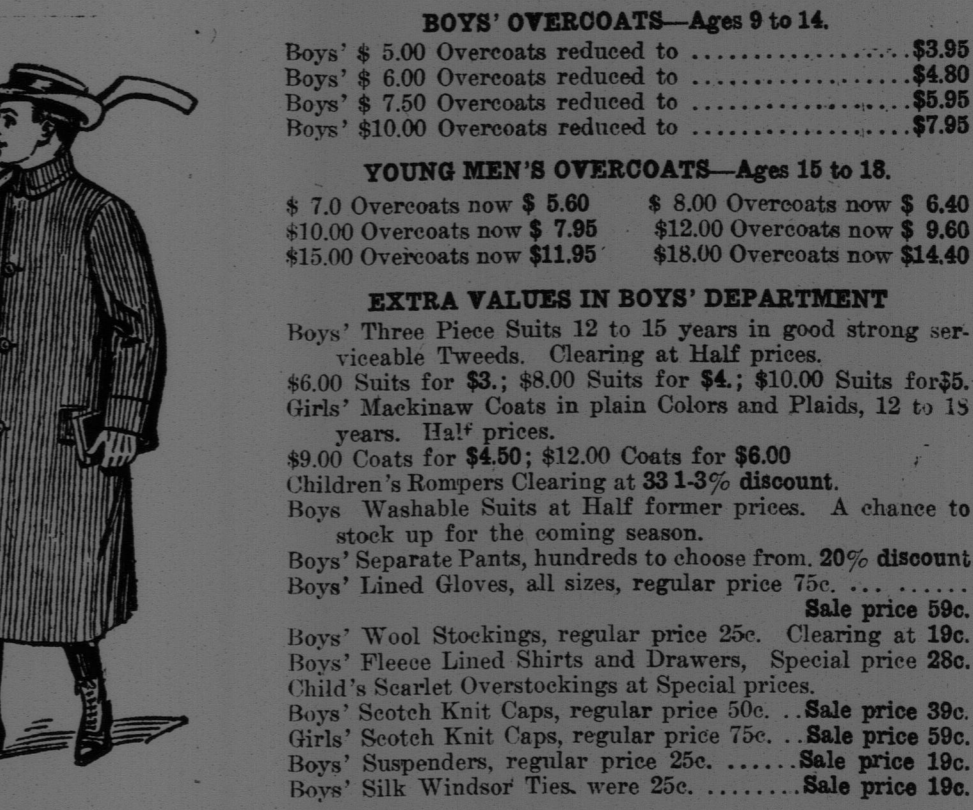 BOYS' OVERCOATS—Ages 9 to 14.
Boys' $ 5.00 Overcoats reduced to ..................$3.95
Boys' $ 6.00 Overcoats reduced to ..................$4.80
Boys' $ 7.50 Overcoats reduced to ..................$5.95
Boys' $10.00 Overcoats reduced to ..................$7.95
YOUNG MEN'S OVERCOATS—Ages 15 to 18.
$ 7.0 Overcoats now $ 5.60 $ 8.00 Overcoats now $ 6.40
$10.00 Overcoats now $ 7.95 $12.00 Overcoats now $ 9.60
$15.00 Overcoats now $11.95 $18.00 Overcoats now $14.40
EXTRA VALUES IN BOYS' DEPARTMENT
Boys' Three Piece Suits 12 to 15 years in good strong ser-
viceable Tweeds. Clearing at Half prices.
$6.00 Suits for $3.; $8.00 Suits for $4.; $10.00 Suits for$5.
Girls' Mackinaw Coats in plain Colors and Plaids, 12 to 18
years. Half prices.
$9.00 Coats for $4.50; $12.00 Coats for $6.00
Children's Rompers Clearing at 33 1-3% discount.
Boys Washable Suits at Half former prices. A chance to
stock up for the coming season.
Boys' Separate Pants, hundreds to choose from. 20% discount
Boys' Lined Gloves, all sizes, regular price 75c. ... ......
Sale price 59c.
Boys' Wool Stockings, regular price 25c. Clearing at 19c.
Boys' Fleece Lined Shirts and Drawers, Special price 28c.
Child's Scarlet Overstockings at Special prices.
Boys' Scotch Knit Caps, regular price 50c. ..Sale price 39c.
Girls' Scotch Knit Caps, regular price 75c. ..Sale price 59c.
Boys' Suspenders, regular price 25c. ......Sale price 19c.
Boys' Silk Windsor Ties. were 25c. ........Sale price 19c.